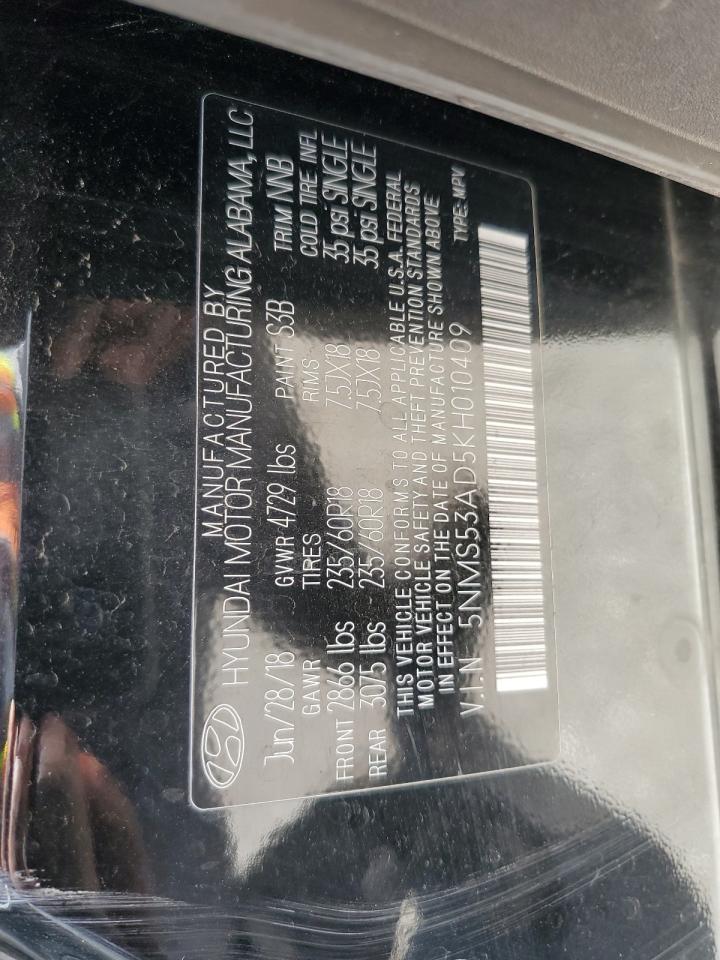 MANUFACTURED BY
HYUNDAI MOTOR MANUFACTURING ALABAMA, LLC
Jun/28/18 GVWR 4729 lbs PAINT S3B TRIM NNB
GAWR TIRES RIMS COLD TIRE INFL
FRONT 2866 lbs 235/60R18 7.5JX18 35 psi SINGLE
REAR 3075 lbs 235/60R18 7.5JX18 35 psi SINGLE
THIS VEHICLE CONFORMS TO ALL APPLICABLE U.S.A. FEDERAL
MOTOR VEHICLE SAFETY AND THEFT PREVENTION STANDARDS
IN EFFECT ON THE DATE OF MANUFACTURE SHOWN ABOVE
V.I.N 5NMS53AD5KH010409 TYPE: MPV